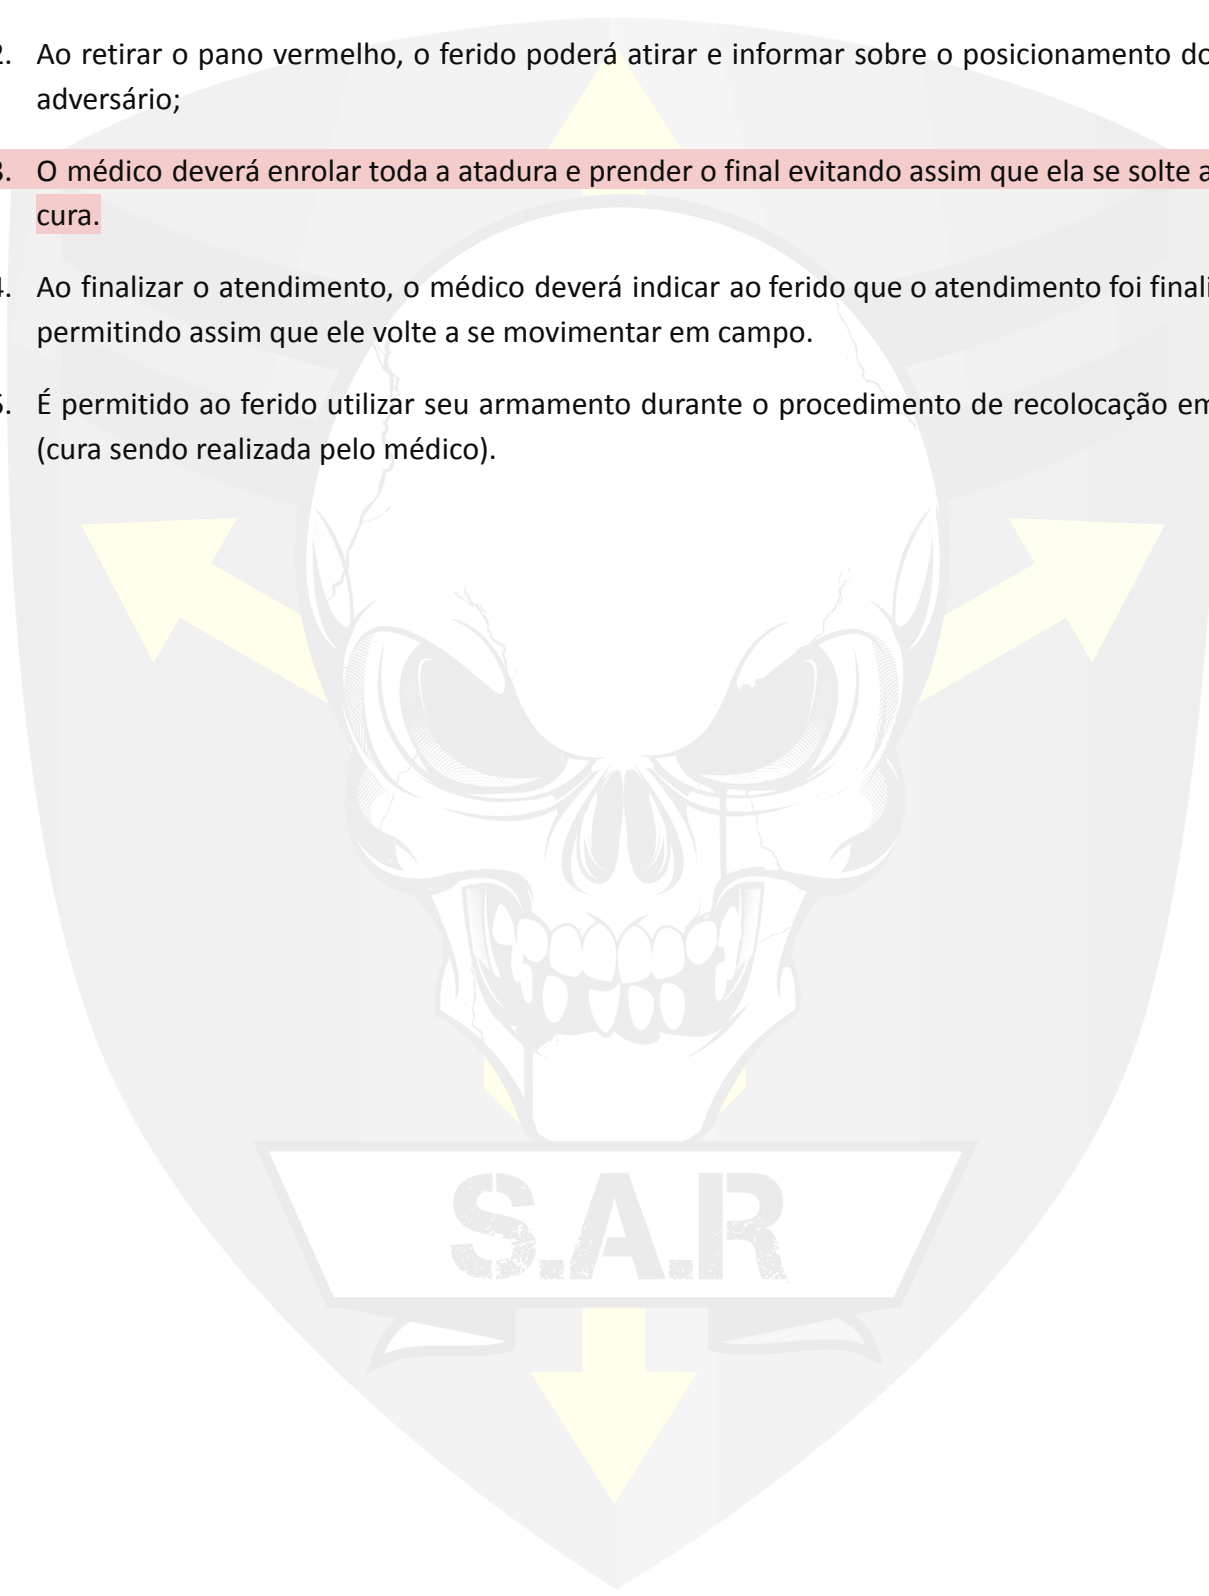 2. Ao retirar o pano vermelho, o ferido poderá atirar e informar sobre o posicionamento do
adversário;
3. O médico deverá enrolar toda a atadura e prender o final evitando assim que ela se solte a
cura.
4. Ao finalizar o atendimento, o médico deverá indicar ao ferido que o atendimento foi finali
permitindo assim que ele volte a se movimentar em campo.
5. É permitido ao ferido utilizar seu armamento durante o procedimento de recolocação em
(cura sendo realizada pelo médico).
S.A.R